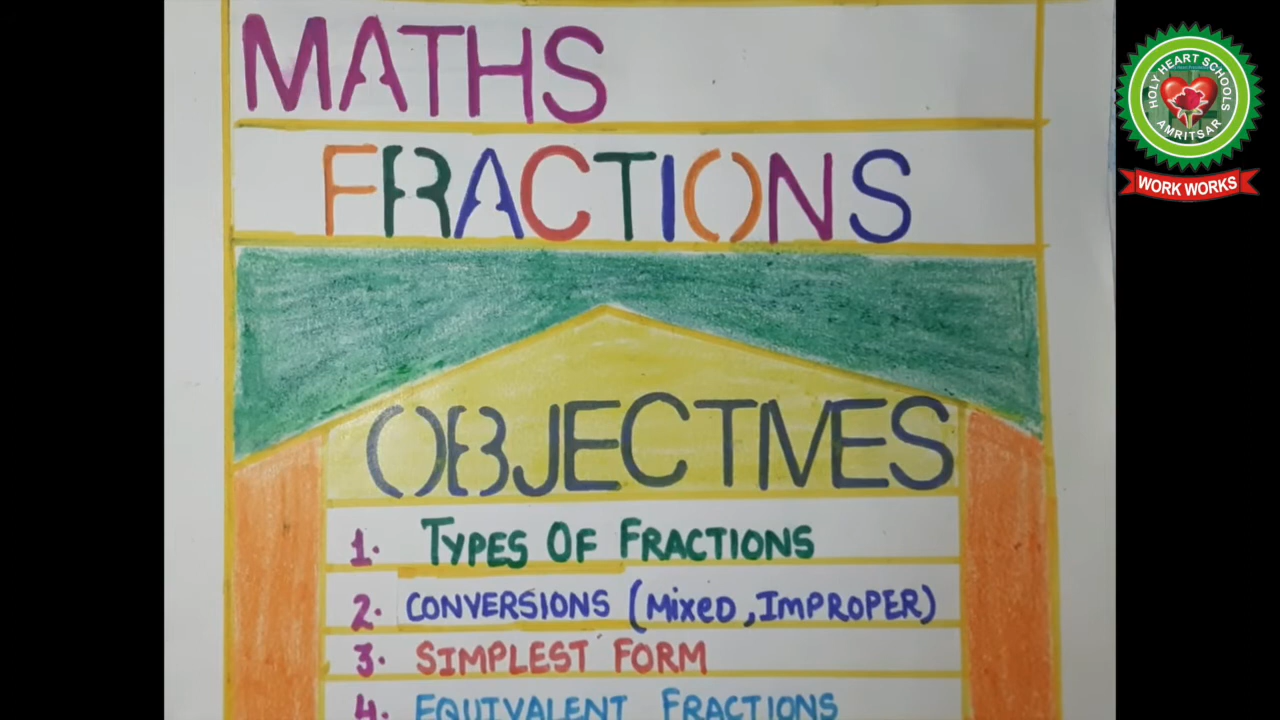 MATHS
FRACTIONS
OBJECTIVES
1. TYPES OF FRACTIONS
2. CONVERSIONS (MIXED, IMPROPER)
3. SIMPLEST FORM
4. EQUIVALENT FRACTIONS
HOLY HEART SCHOOLS
AMRITSAR
WORK WORKS